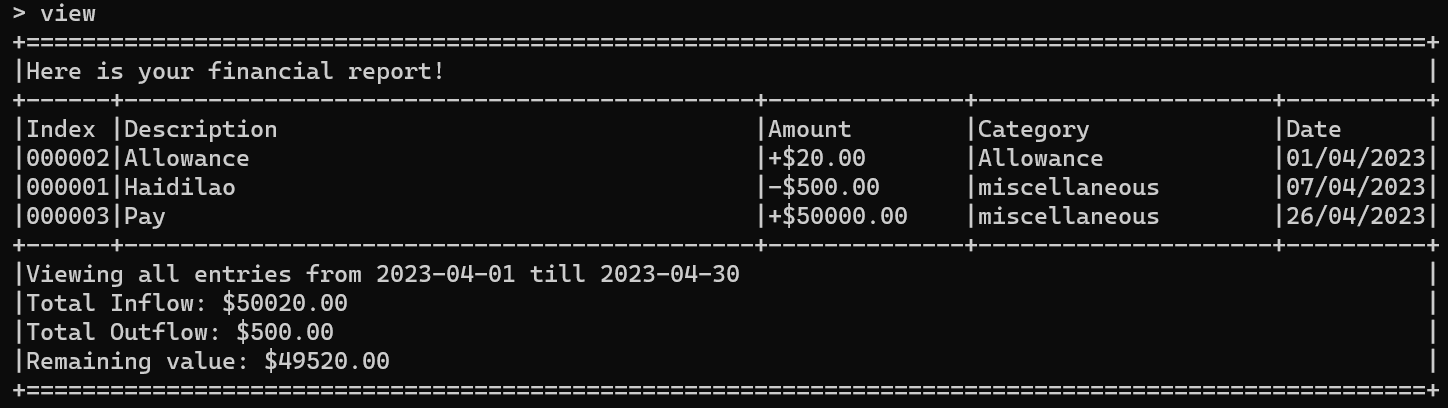 > view
+====================================================================================================+
|Here is your financial report!                                                                      |
+------+---------------------------------------------+--------------+---------------------+----------+
|Index |Description                                  |Amount        |Category             |Date      |
|000002|Allowance                                    |+$20.00       |Allowance            |01/04/2023|
|000001|Haidilao                                     |-$500.00      |miscellaneous        |07/04/2023|
|000003|Pay                                          |+$50000.00    |miscellaneous        |26/04/2023|
+------+---------------------------------------------+--------------+---------------------+----------+
|Viewing all entries from 2023-04-01 till 2023-04-30                                                 |
|Total Inflow: $50020.00                                                                             |
|Total Outflow: $500.00                                                                              |
|Remaining value: $49520.00                                                                          |
+====================================================================================================+